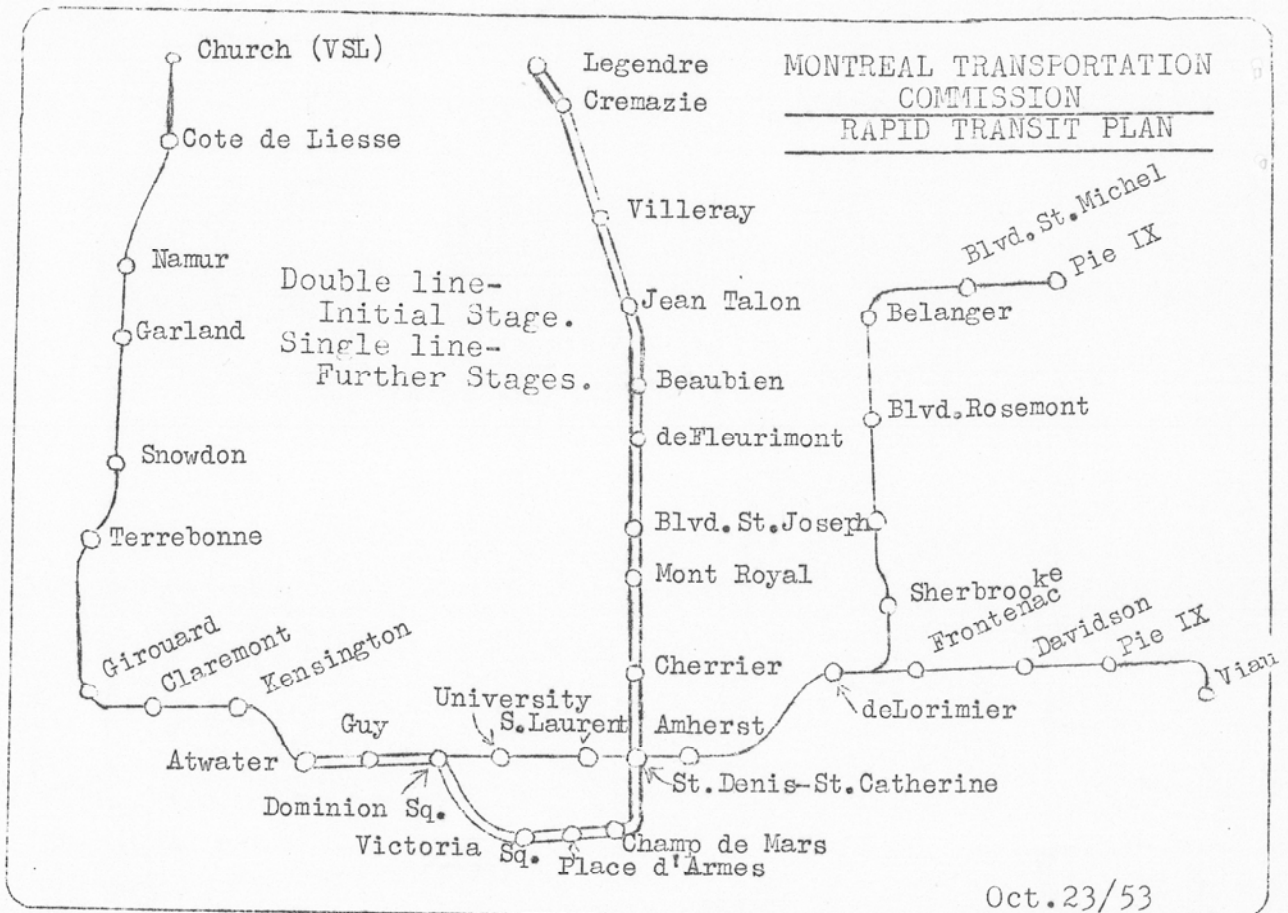 MONTREAL TRANSPORTATION
COMMISSION
RAPID TRANSIT PLAN
Church (VSL)
Cote de Liesse
Namur
Garland
Snowdon
Terrebonne
Girouard
Claremont
Kensington
Double line-
Initial Stage.
Single line-
Further Stages.
Legendre
Cremazie
Villeray
Jean Talon
Beaubien
deFleurimont
Blvd.St.Joseph
Mont Royal
Cherrier
Blvd.St.Michel
Pie IX
Belanger
Blvd.Rosemont
Sherbrooke
Frontenac
Davidson
Pie IX
Viau
deLorimier
Atwater
Guy
Dominion Sq.
University
S.Laurent
Amherst
St.Denis-St.Catherine
Victoria Sq.
Place d'Armes
Champ de Mars
Oct.23/53